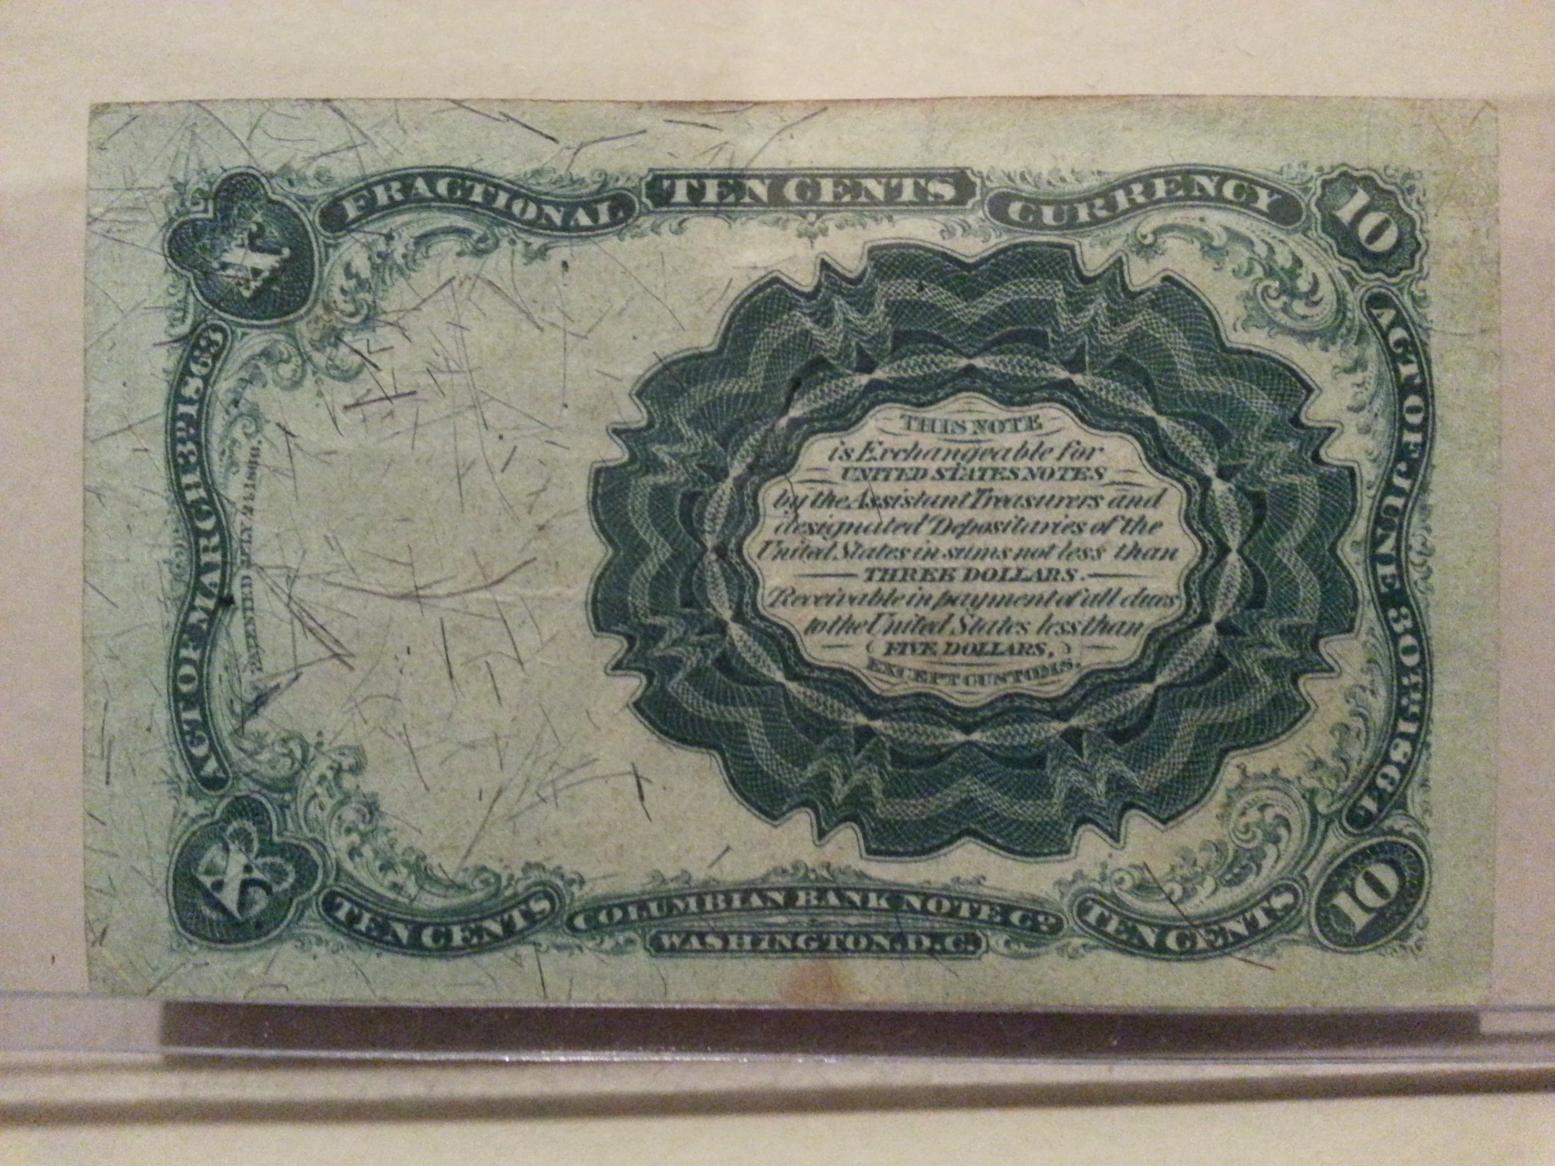 FRACTIONAL TEN CENTS CURRENCY
X
10
ACT OF MARCH 3D 1863
ACT OF JUNE 30TH 1864
THIS NOTE
is Exchangeable for
UNITED STATES NOTES
by the Assistant Treasurers and
designated Depositaries of the
United States in sums not less than
THREE DOLLARS.
Receivable in payment of all dues
to the United States less than
FIVE DOLLARS,
EXCEPT CUSTOMS.
X
10
TEN CENTS
COLUMBIAN BANK NOTE CO.
TEN CENTS
WASHINGTON, D.C.